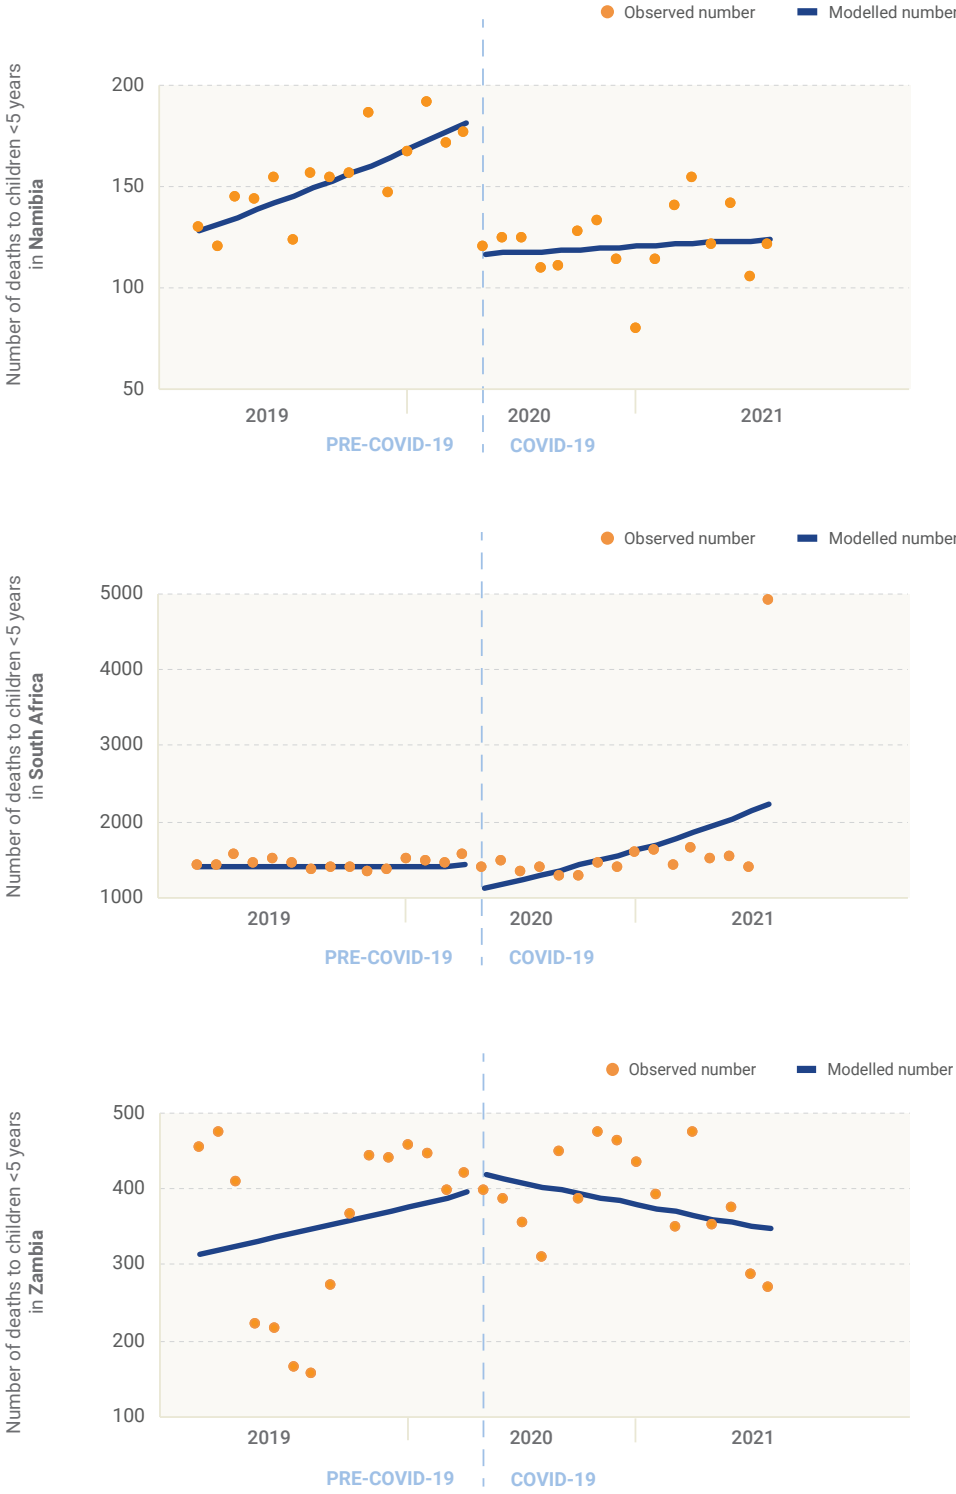 Observed number
Modelled number
Number of deaths to children <5 years
in Namibia
200
150
100
50
2019
2020
2021
PRE-COVID-19
COVID-19
Observed number
Modelled number
Number of deaths to children <5 years
in South Africa
5000
4000
3000
2000
1000
2019
2020
2021
PRE-COVID-19
COVID-19
Observed number
Modelled number
Number of deaths to children <5 years
in Zambia
500
400
300
200
100
2019
2020
2021
PRE-COVID-19
COVID-19